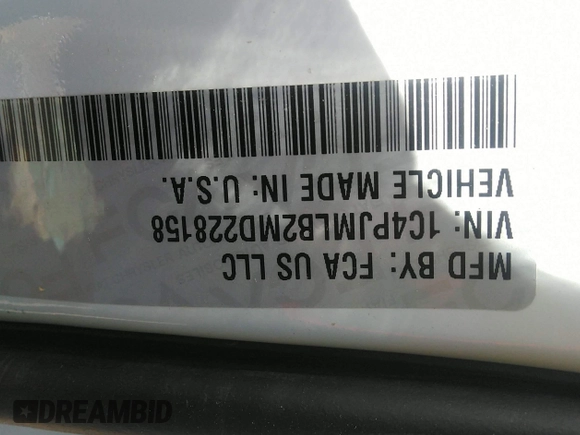 MFD BY: FCA US LLC
VIN: 1C4PJMLB2MD228158
VEHICLE MADE IN: U.S.A.
DREAMBID